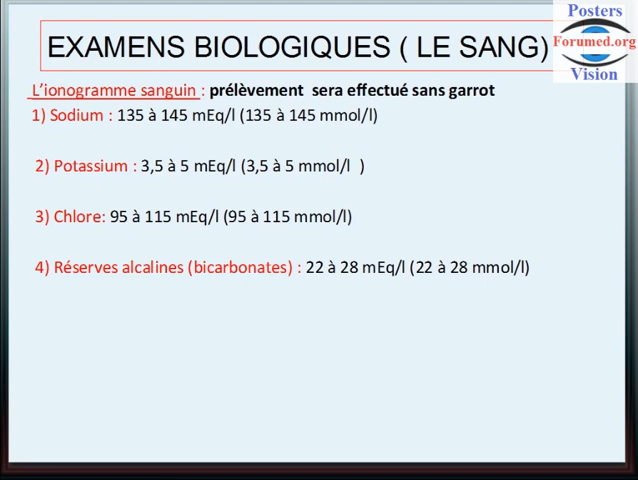 Posters
Forumed.org
Vision
EXAMENS BIOLOGIQUES ( LE SANG)
L'ionogramme sanguin : prélèvement sera effectué sans garrot
1) Sodium : 135 à 145 mEq/l (135 à 145 mmol/l)
2) Potassium : 3,5 à 5 mEq/l (3,5 à 5 mmol/l )
3) Chlore: 95 à 115 mEq/l (95 à 115 mmol/l)
4) Réserves alcalines (bicarbonates) : 22 à 28 mEq/l (22 à 28 mmol/l)